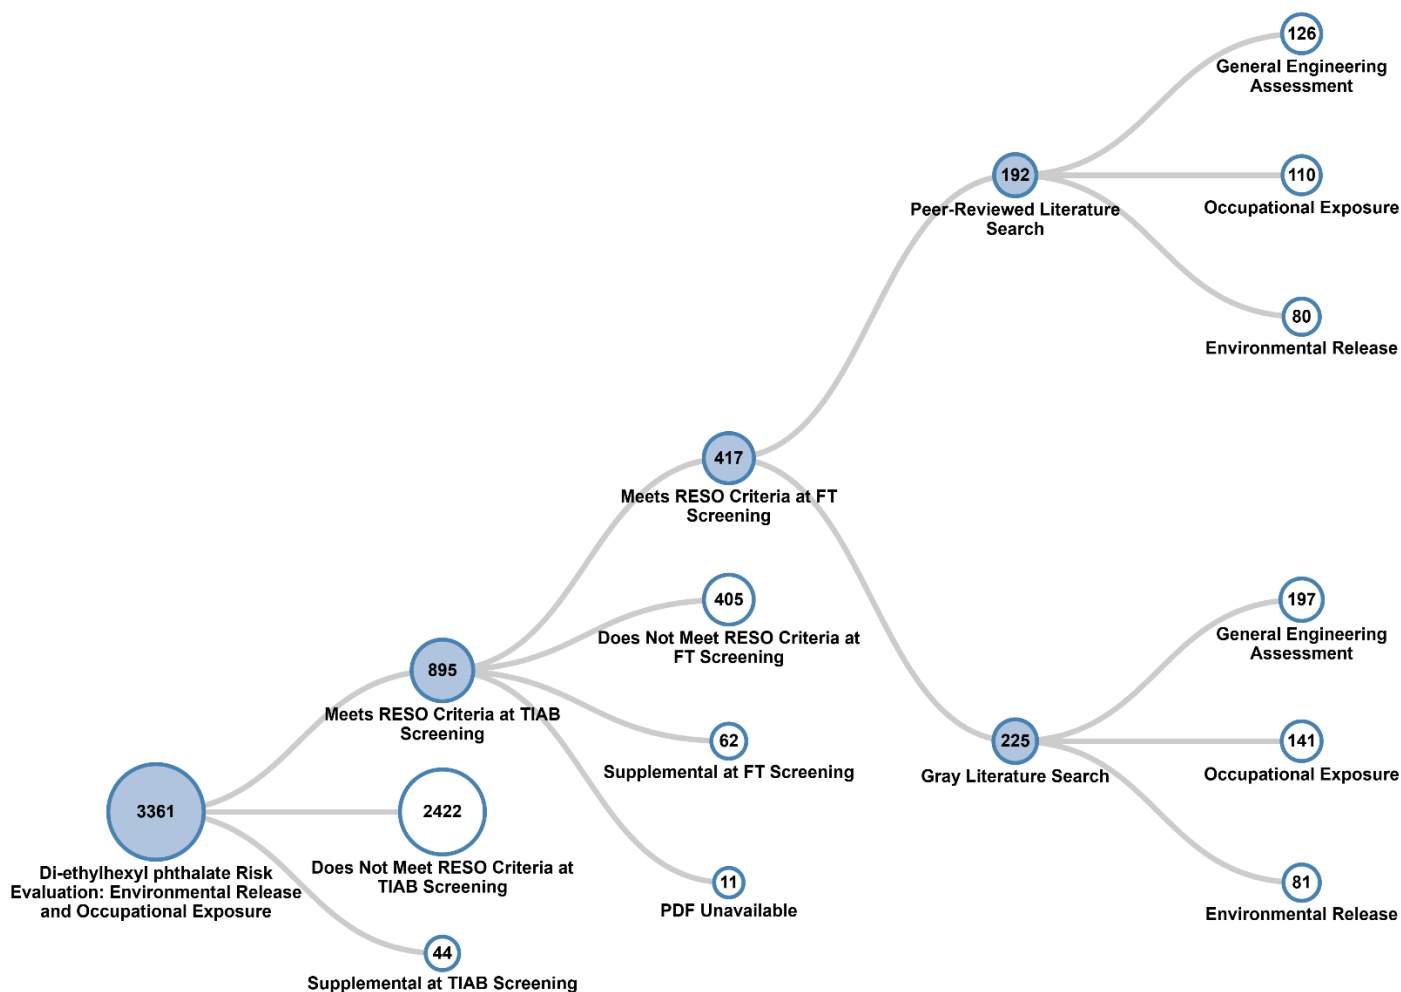 126
General Engineering
Assessment
192
Peer-Reviewed Literature
Search
110
Occupational Exposure
80
Environmental Release
417
Meets RESO Criteria at FT
Screening
405
Does Not Meet RESO Criteria at
FT Screening
197
General Engineering
Assessment
895
Meets RESO Criteria at TIAB
Screening
62
Supplemental at FT Screening
225
Gray Literature Search
141
Occupational Exposure
3361
Di-ethylhexyl phthalate Risk
Evaluation: Environmental Release
and Occupational Exposure
2422
Does Not Meet RESO Criteria at
TIAB Screening
11
PDF Unavailable
81
Environmental Release
44
Supplemental at TIAB Screening